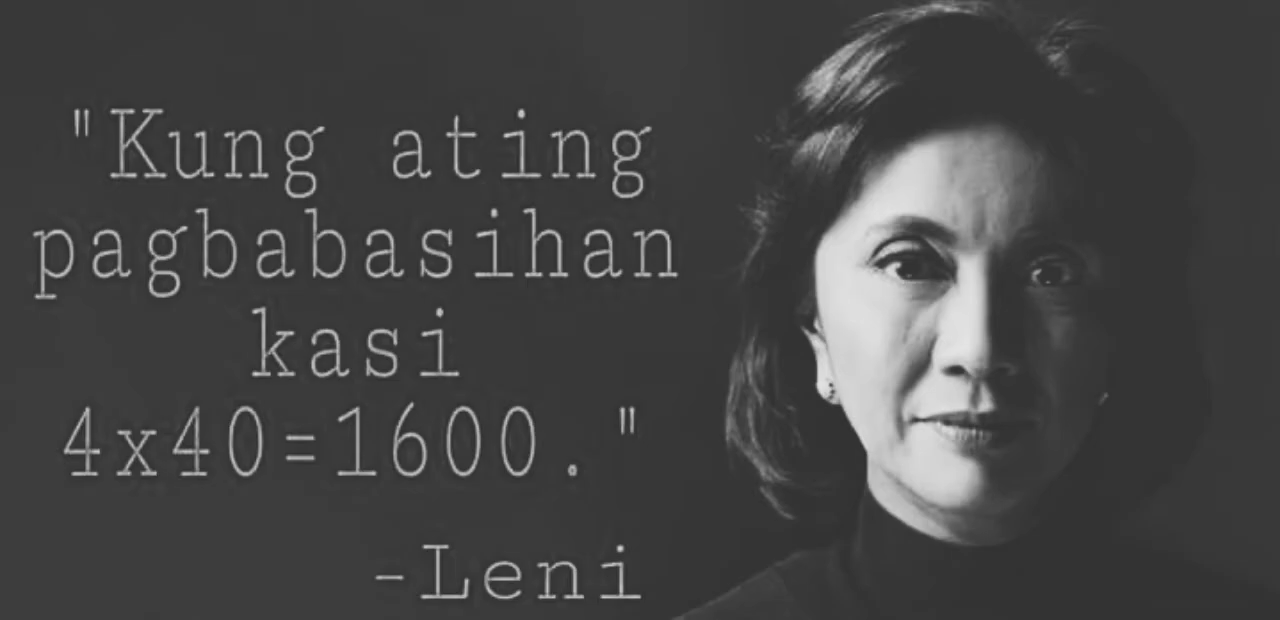 "Kung ating
pagbabasihan
kasi
4x40=1600."
-Leni